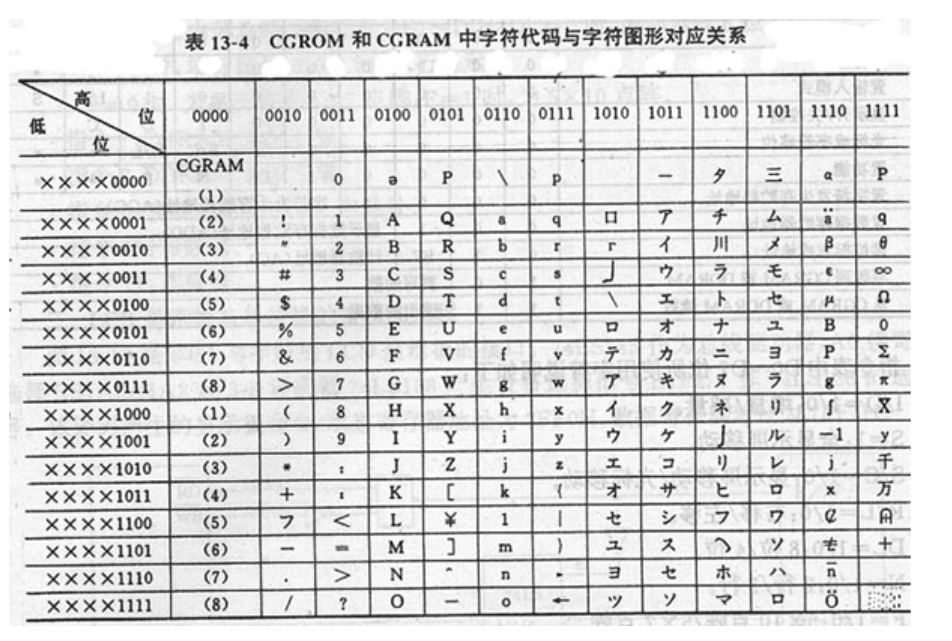 表 13-4 CGROM 和 CGRAM 中字符代码与字符图形对应关系
高 位 低 位 0000 0010 0011 0100 0101 0110 0111 1010 1011 1100 1101 1110 1111
××××0000 CGRAM (1) 0 ə P \ p — タ 三 α P
××××0001 (2) ! 1 A Q a q ロ ア チ ム ä q
××××0010 (3) " 2 B R b r r イ 川 メ β θ
××××0011 (4) # 3 C S c s 」 ウ ラ モ ε ∞
××××0100 (5) $ 4 D T d t \ エ ト セ μ Ω
××××0101 (6) % 5 E U e u ロ オ ナ ユ B 0
××××0110 (7) & 6 F V f v テ カ ニ ヨ P Σ
××××0111 (8) > 7 G W g w ア キ ヌ ラ g π
××××1000 (1) ( 8 H X h x イ ク ネ リ ∫ X
××××1001 (2) ) 9 I Y i y ウ ケ ノ ル −1 y
××××1010 (3) * : J Z j z エ コ リ レ j 千
××××1011 (4) + : K [ k { オ サ ヒ ロ x 万
××××1100 (5) フ < L ¥ l | セ シ フ ワ ₵ 円
××××1101 (6) — = M ] m } ユ ス ヘ ソ モ +
××××1110 (7) . > N ^ n - ヨ セ ホ ハ n̄
××××1111 (8) / ? O — o ← ツ ソ マ ロ Ö